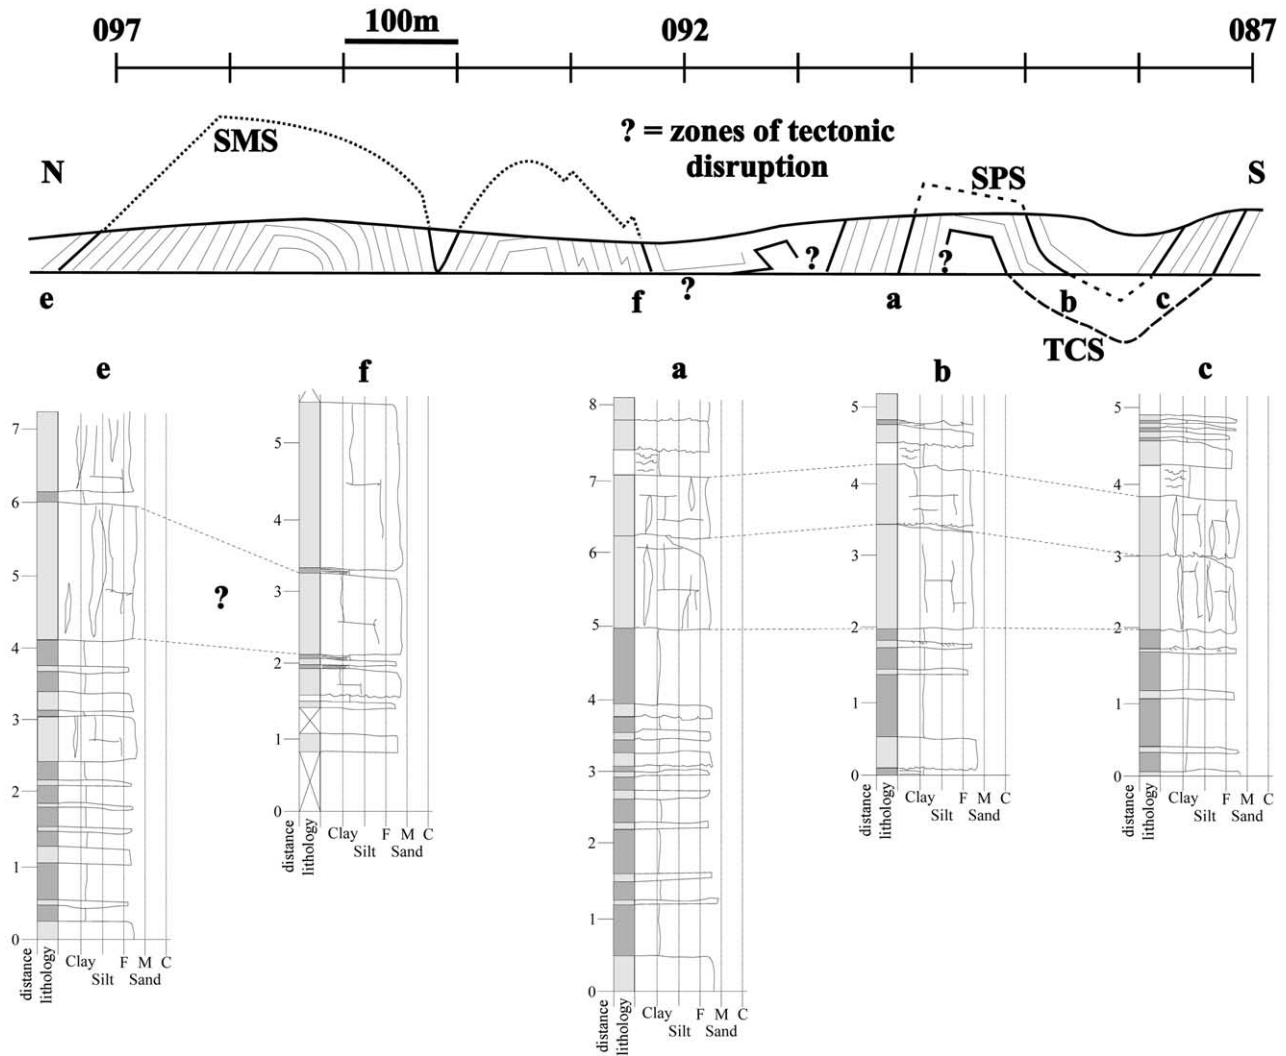 097 100m 092 087
? = zones of tectonic
disruption
SMS
N
SPS
S
? ?
e f ? a b c
TCS
e f a b c
?
7
6
5
4
3
2
1
0
distance
lithology
Clay F M C
Silt Sand
5
4
3
2
1
0
distance
lithology
Clay F M C
Silt Sand
8
7
6
5
4
3
2
1
0
distance
lithology
Clay F M C
Silt Sand
5
4
3
2
1
0
distance
lithology
Clay F M C
Silt Sand
5
4
3
2
1
0
distance
lithology
Clay F M C
Silt Sand